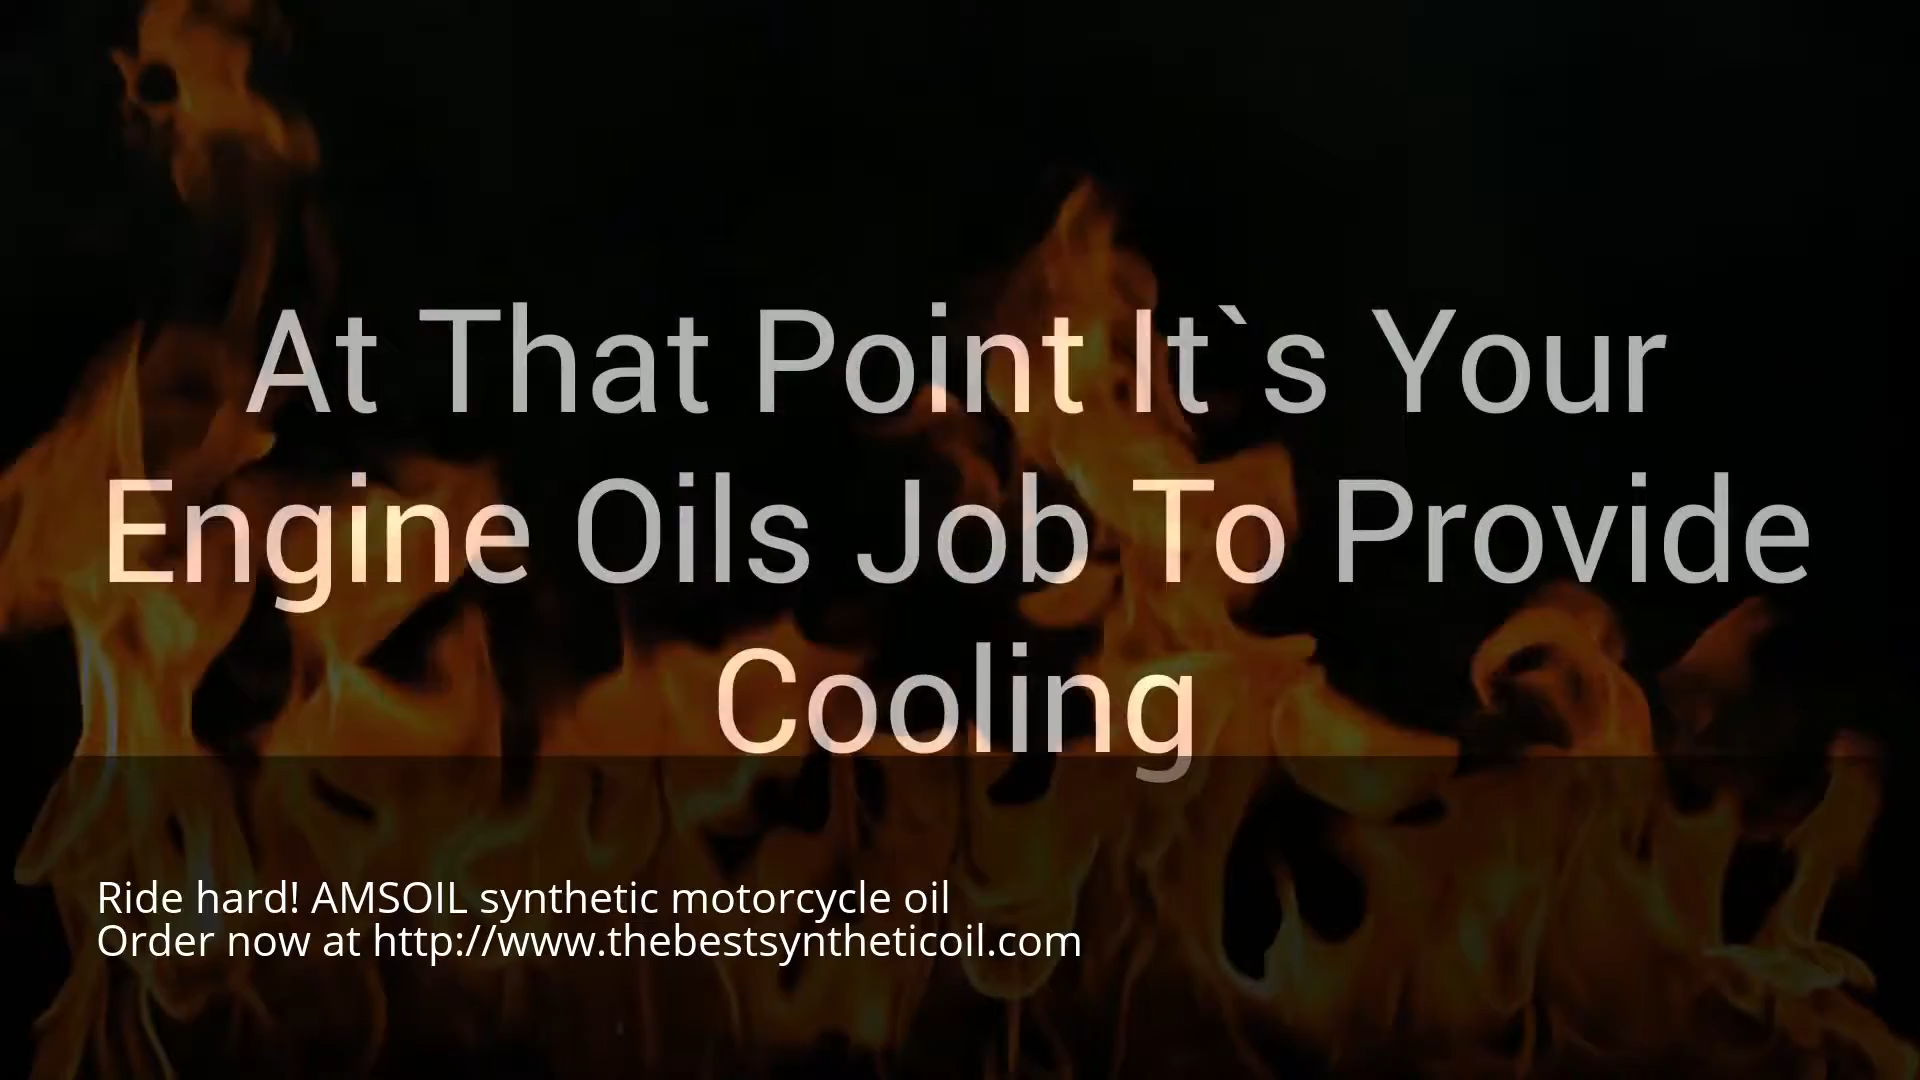 At That Point It`s Your
Engine Oils Job To Provide
Cooling
Ride hard! AMSOIL synthetic motorcycle oil
Order now at http://www.thebestsyntheticoil.com